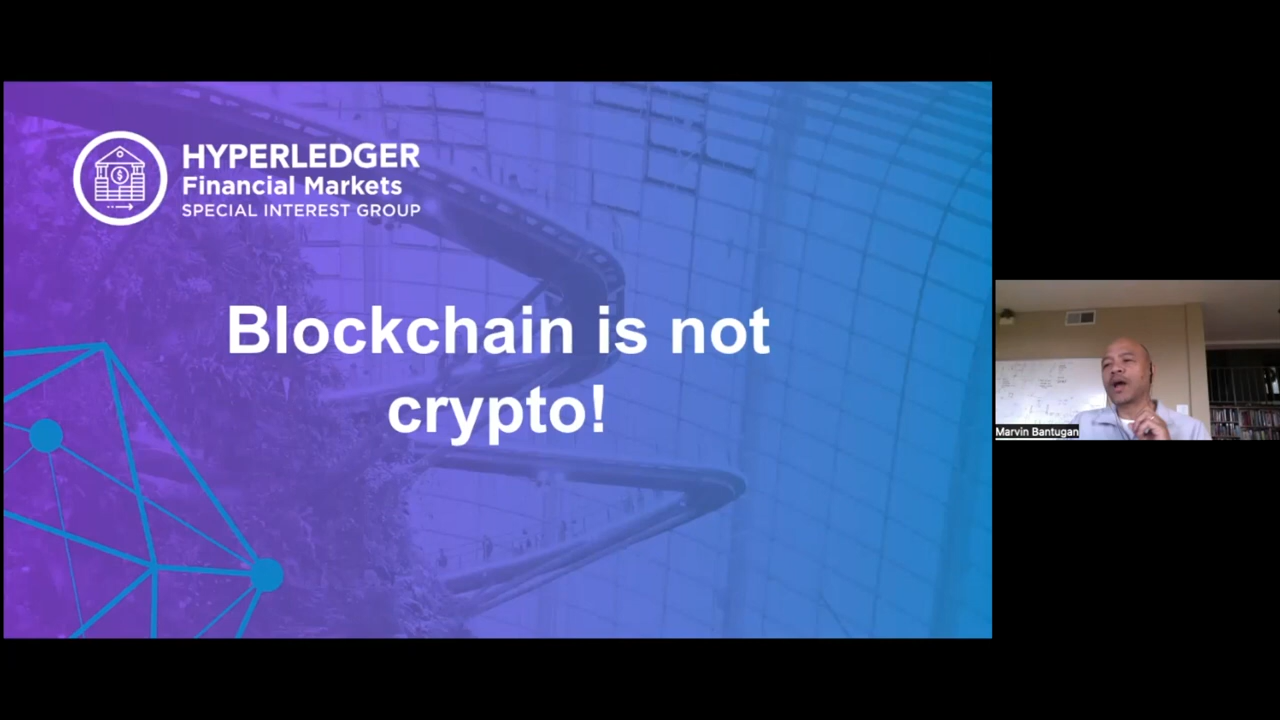 HYPERLEDGER
Financial Markets
SPECIAL INTEREST GROUP
Blockchain is not
crypto!
Marvin Bantugan